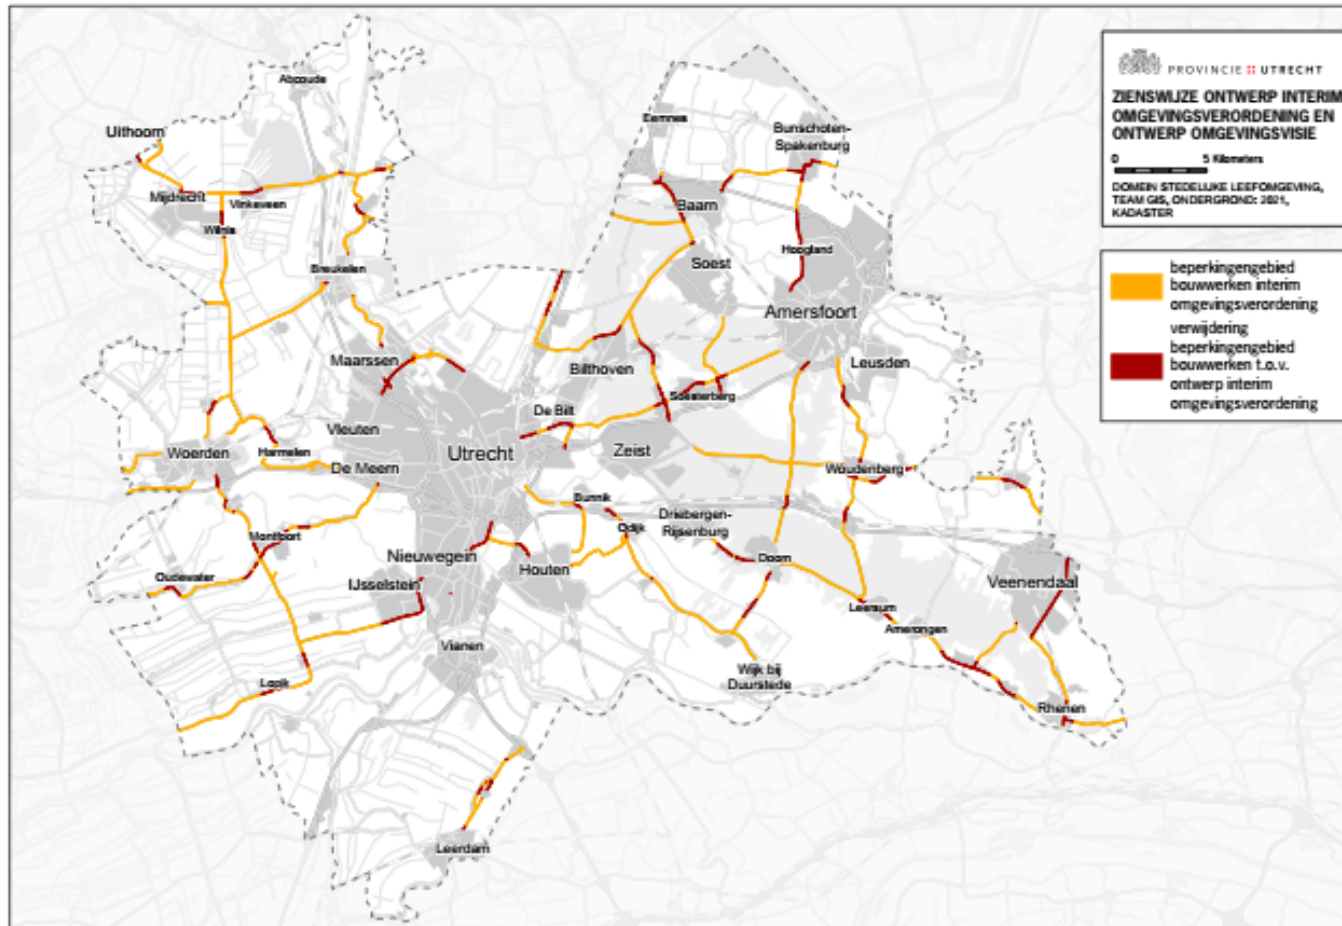 PROVINCIE UTRECHT
ZIENSWIJZE ONTWERP INTERIM
OMGEVINGSVERORDENING EN
ONTWERP OMGEVINGSVISIE
0 5 Kilometers
DOMEIN STEDELIJKE LEEFOMGEVING,
TEAM GIS, ONDERGROND: 2021,
KADASTER
beperkingengebied
bouwwerken interim
omgevingsverordening
verwijdering
beperkingengebied
bouwwerken t.o.v.
ontwerp interim
omgevingsverordening
Abcoude
Uithoorn
Mijdrecht
Vinkeveen
Wilnis
Breukelen
Eemnes
Bunschoten-
Spakenburg
Baarn
Hoogland
Soest
Amersfoort
Leusden
Maarssen
Bilthoven
Soesterberg
De Bilt
Vleuten
Utrecht
Zeist
Woerden
Harmelen
De Meern
Woudenberg
Bunnik
Driebergen-
Rijsenburg
Odijk
Montfoort
Nieuwegein
Houten
Doorn
Oudewater
IJsselstein
Veenendaal
Leersum
Amerongen
Vianen
Wijk bij
Duurstede
Lopik
Rhenen
Leerdam